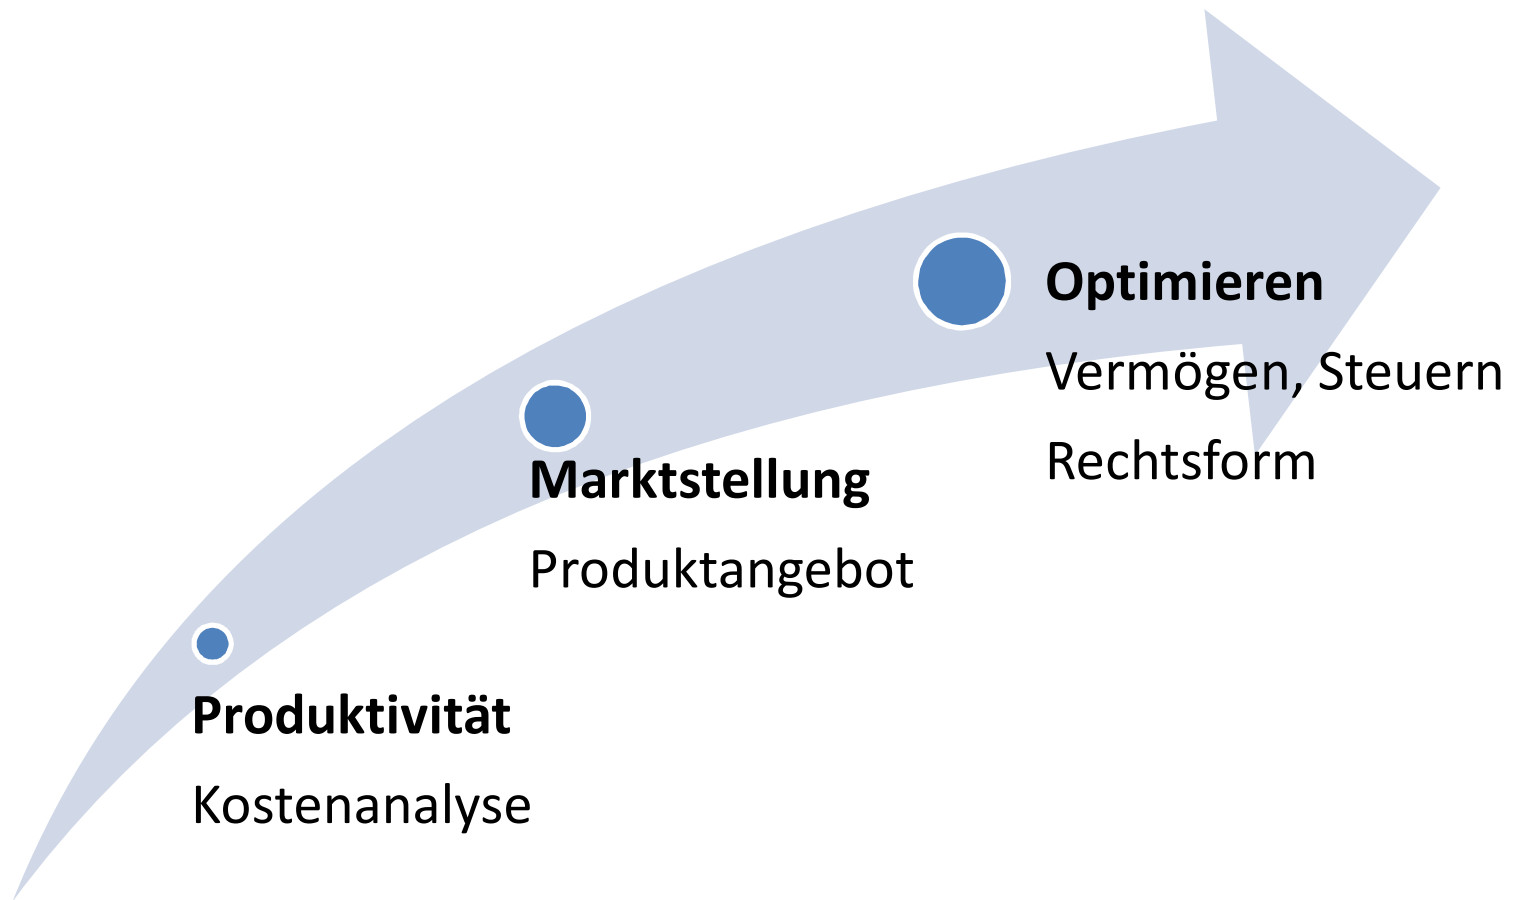 Produktivität
Kostenanalyse
Marktstellung
Produktangebot
Optimieren
Vermögen, Steuern
Rechtsform